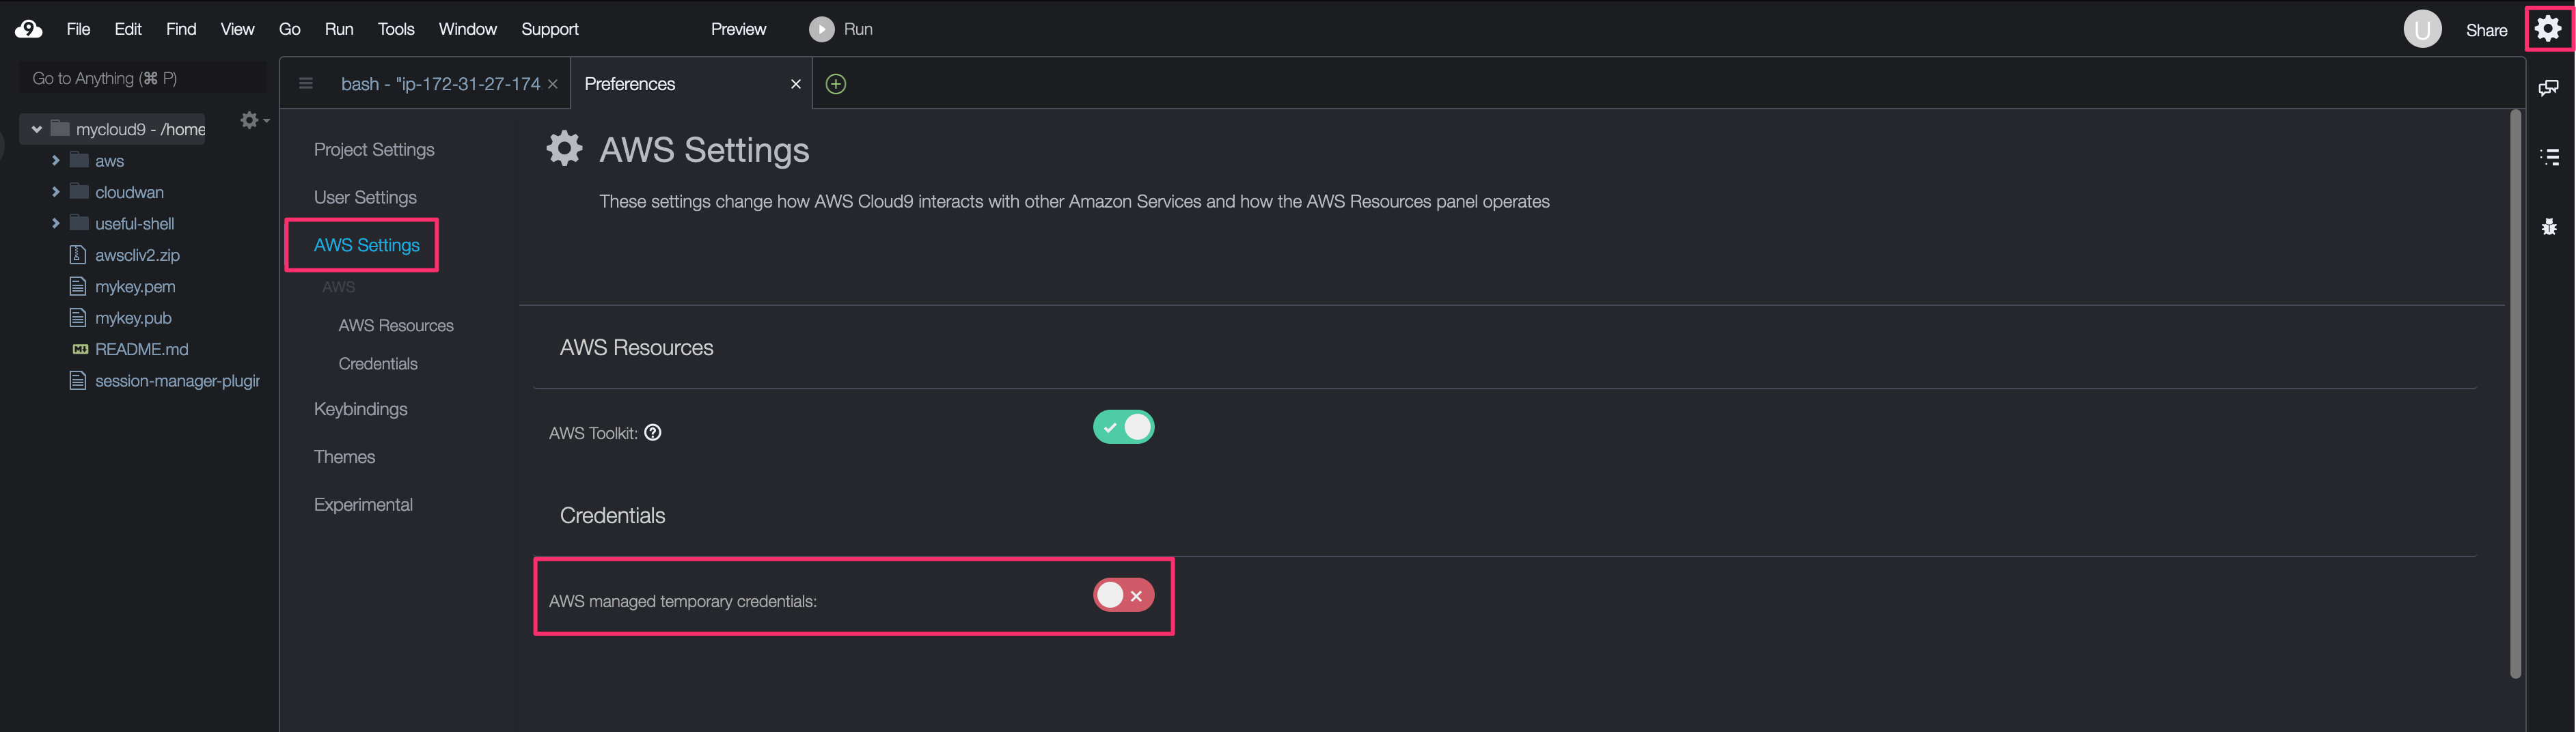 File Edit Find View Go Run Tools Window Support Preview Run U Share
Go to Anything (⌘ P)
bash - "ip-172-31-27-174
Preferences
mycloud9 - /home
aws
cloudwan
useful-shell
awscliv2.zip
mykey.pem
mykey.pub
README.md
session-manager-plugin
Project Settings
User Settings
AWS Settings
AWS
AWS Resources
Credentials
Keybindings
Themes
Experimental
AWS Settings
These settings change how AWS Cloud9 interacts with other Amazon Services and how the AWS Resources panel operates
AWS Resources
AWS Toolkit:
Credentials
AWS managed temporary credentials: